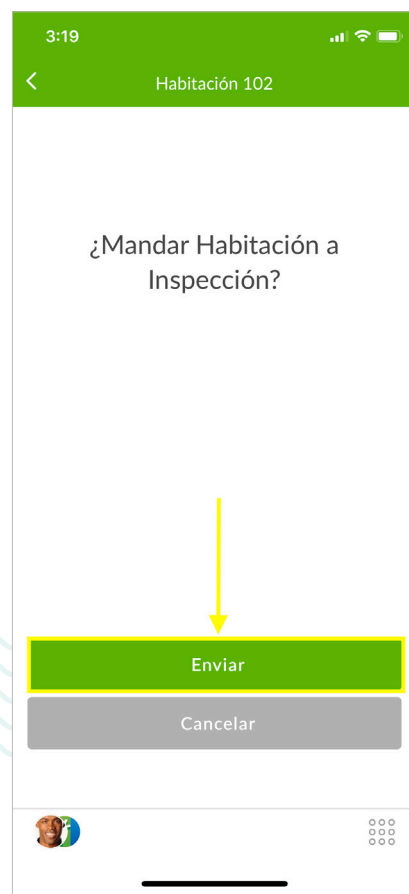 3:19
Habitación 102
¿Mandar Habitación a
Inspección?
Enviar
Cancelar